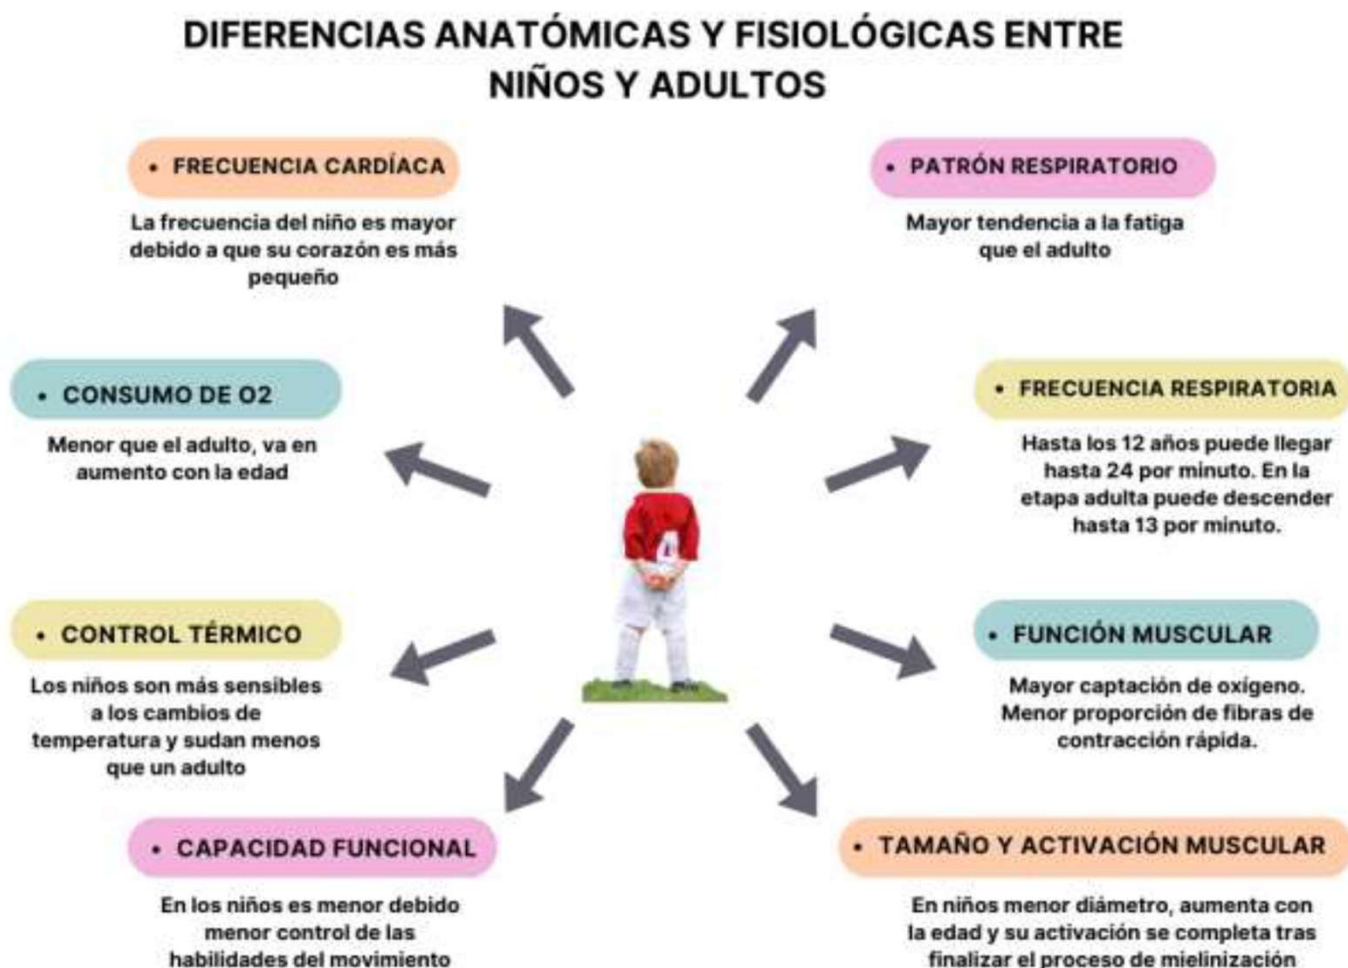 DIFERENCIAS ANATÓMICAS Y FISIOLÓGICAS ENTRE
NIÑOS Y ADULTOS
• FRECUENCIA CARDÍACA
La frecuencia del niño es mayor
debido a que su corazón es más
pequeño
• PATRÓN RESPIRATORIO
Mayor tendencia a la fatiga
que el adulto
• CONSUMO DE O2
Menor que el adulto, va en
aumento con la edad
• FRECUENCIA RESPIRATORIA
Hasta los 12 años puede llegar
hasta 24 por minuto. En la
etapa adulta puede descender
hasta 13 por minuto.
• CONTROL TÉRMICO
Los niños son más sensibles
a los cambios de
temperatura y sudan menos
que un adulto
• FUNCIÓN MUSCULAR
Mayor captación de oxígeno.
Menor proporción de fibras de
contracción rápida.
• CAPACIDAD FUNCIONAL
En los niños es menor debido
menor control de las
habilidades del movimiento
• TAMAÑO Y ACTIVACIÓN MUSCULAR
En niños menor diámetro, aumenta con
la edad y su activación se completa tras
finalizar el proceso de mielinización